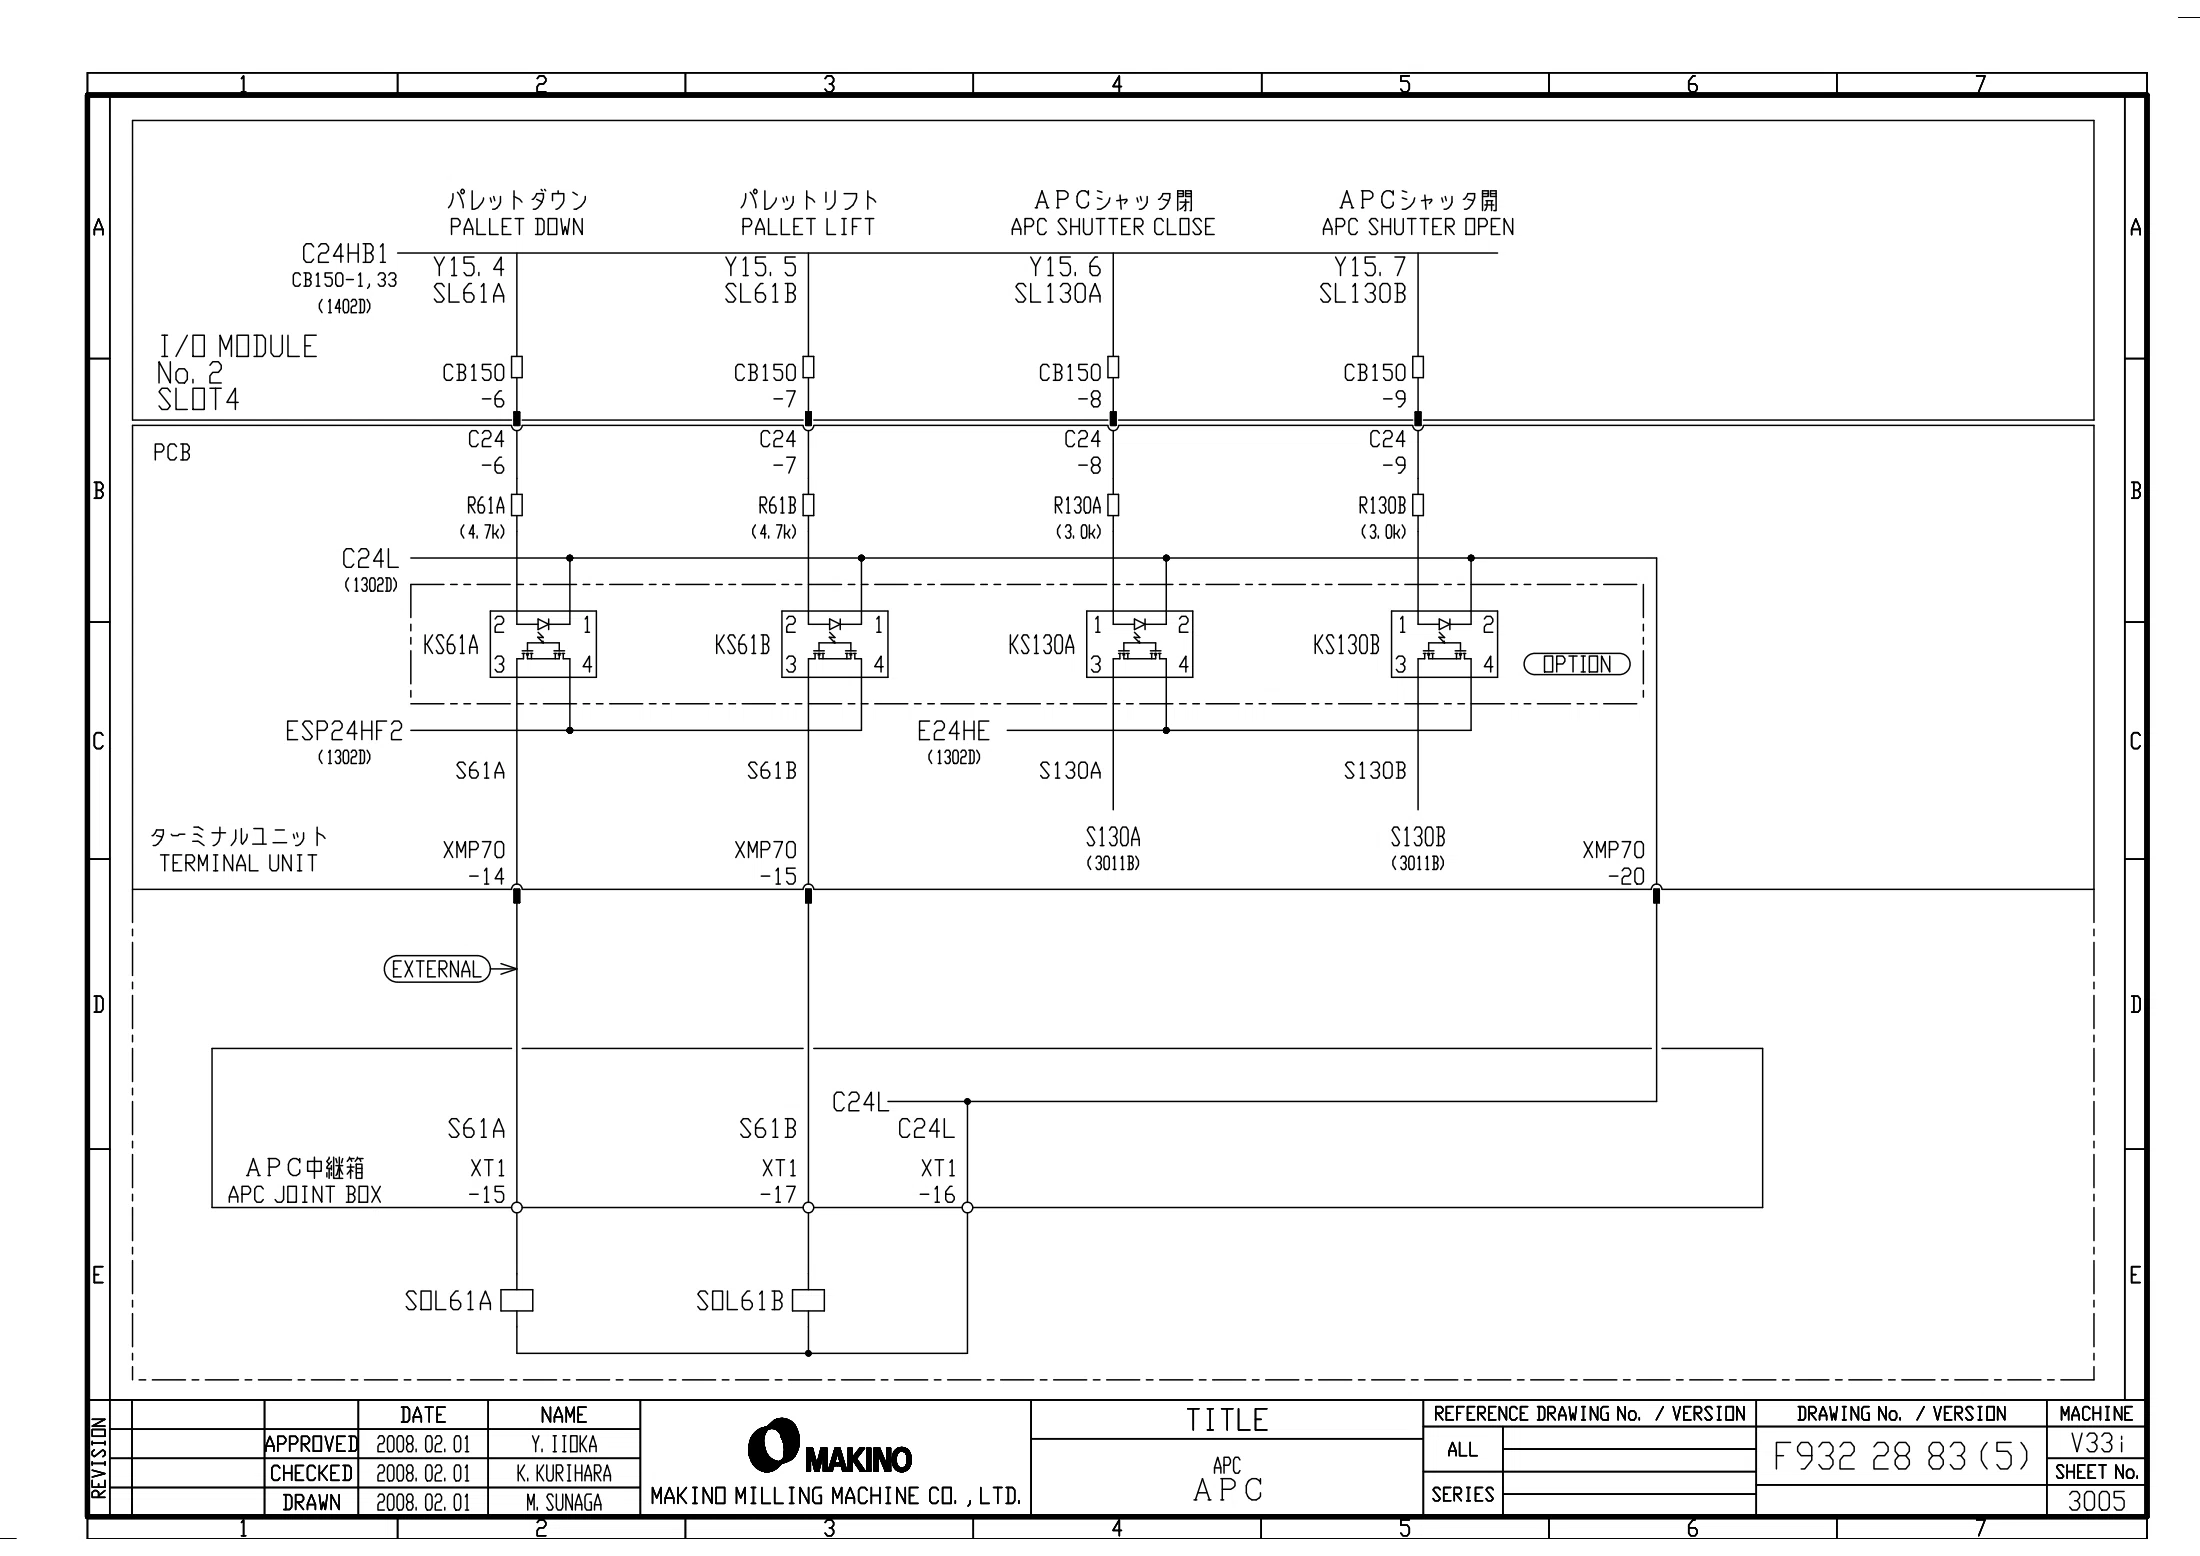 1 2 3 4 5 6 7
A A
B B
C C
D D
E E
パレットダウン
PALLET DOWN
パレットリフト
PALLET LIFT
APCシャッタ閉
APC SHUTTER CLOSE
APCシャッタ開
APC SHUTTER OPEN
C24HB1
CB150-1,33
(1402D)
Y15.4
SL61A
Y15.5
SL61B
Y15.6
SL130A
Y15.7
SL130B
I/O MODULE
No.2
SLOT4
CB150
-6
CB150
-7
CB150
-8
CB150
-9
PCB
C24
-6
C24
-7
C24
-8
C24
-9
R61A
(4.7k)
R61B
(4.7k)
R130A
(3.0k)
R130B
(3.0k)
C24L
(1302D)
KS61A
2 1
3 4
KS61B
2 1
3 4
KS130A
1 2
3 4
KS130B
1 2
3 4
OPTION
ESP24HF2
(1302D)
E24HE
(1302D)
S61A
S61B
S130A
S130B
S130A
(3011B)
S130B
(3011B)
ターミナルユニット
TERMINAL UNIT
XMP70
-14
XMP70
-15
XMP70
-20
EXTERNAL
C24L
S61A
S61B
C24L
APC中継箱
APC JOINT BOX
XT1
-15
XT1
-17
XT1
-16
SOL61A
SOL61B
REVISION
DATE NAME
APPROVED 2008.02.01 Y.IIOKA
CHECKED 2008.02.01 K.KURIHARA
DRAWN 2008.02.01 M.SUNAGA
MAKINO
MAKINO MILLING MACHINE CO.,LTD.
TITLE
APC
APC
REFERENCE DRAWING No. / VERSION
ALL
SERIES
DRAWING No. / VERSION
F932 28 83(5)
MACHINE
V33i
SHEET No.
3005
1 2 3 4 5 6 7